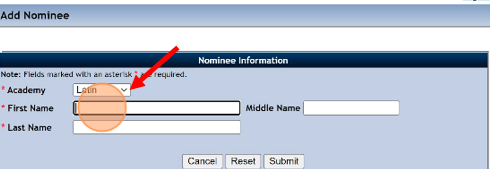 Add Nominee
Nominee Information
Note: Fields marked with an asterisk * are required.
* Academy Latin
* First Name Middle Name
* Last Name
Cancel Reset Submit